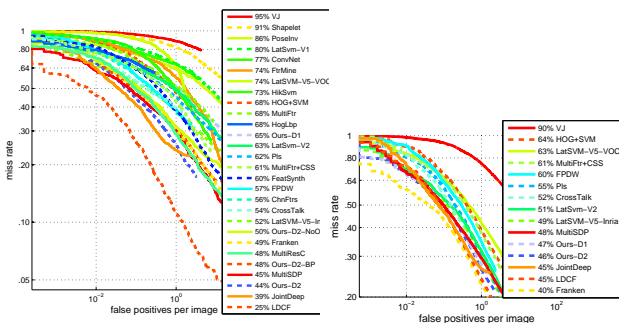 1
.80
.64
.50
.40
.30
.20
.10
.05
miss rate
10^-2
10^0
false positives per image
95% VJ
91% Shapelet
86% PoseInv
80% LatSvm-V1
77% ConvNet
74% FtrMine
74% LatSVM-V5-VOC
73% HikSvm
68% HOG+SVM
68% MultiFtr
68% HogLbp
65% Ours-D1
63% LatSvm-V2
62% Pls
61% MultiFtr+CSS
60% FeatSynth
57% FPDW
56% ChnFtrs
54% CrossTalk
52% LatSVM-V5-Inr
50% Ours-D2-NoO
49% Franken
48% MultiResC
48% Ours-D2-BP
45% MultiSDP
44% Ours-D2
39% JointDeep
25% LDCF
1
.80
.64
.50
.40
.30
.20
miss rate
10^-2
10^0
10^2
false positives per image
90% VJ
64% HOG+SVM
63% LatSVM-V5-VOC
61% MultiFtr+CSS
60% FPDW
55% Pls
52% CrossTalk
51% LatSvm-V2
49% LatSVM-V5-Inria
48% MultiSDP
47% Ours-D1
46% Ours-D2
45% JointDeep
45% LDCF
40% Franken